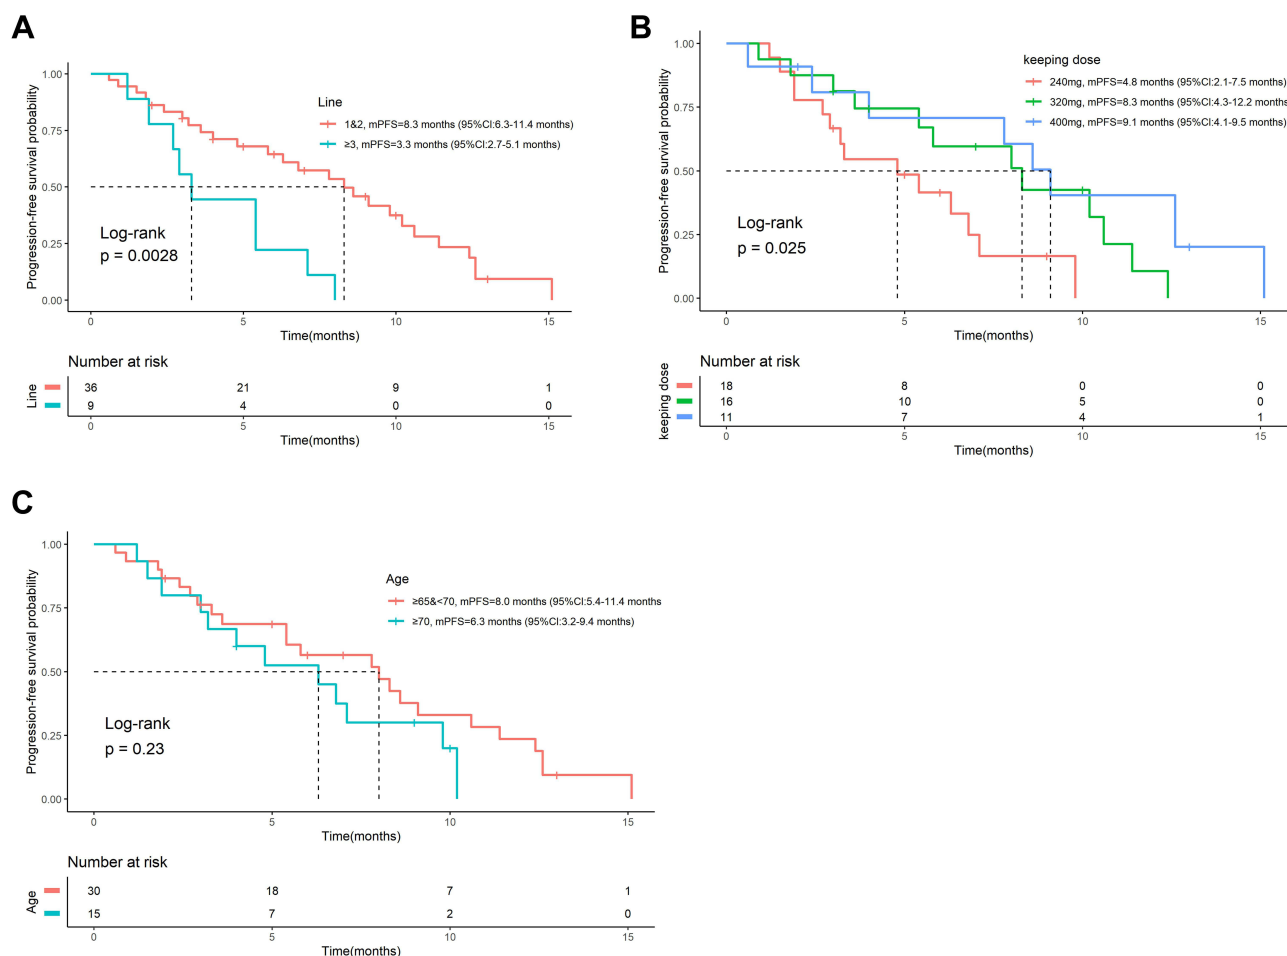 A
Progression-free survival probability
1.00
0.75
0.50
0.25
0.00
Line
1&2, mPFS=8.3 months (95%CI:6.3-11.4 months)
≥3, mPFS=3.3 months (95%CI:2.7-5.1 months)
Log-rank
p = 0.0028
0 5 10 15
Time(months)
Number at risk
Line
36 21 9 1
9 4 0 0
0 5 10 15
Time(months)
B
Progression-free survival probability
1.00
0.75
0.50
0.25
0.00
keeping dose
240mg, mPFS=4.8 months (95%CI:2.1-7.5 months)
320mg, mPFS=8.3 months (95%CI:4.3-12.2 months)
400mg, mPFS=9.1 months (95%CI:4.1-9.5 months)
Log-rank
p = 0.025
0 5 10 15
Time(months)
Number at risk
keeping dose
18 8 0 0
16 10 5 0
11 7 4 1
0 5 10 15
Time(months)
C
Progression-free survival probability
1.00
0.75
0.50
0.25
0.00
Age
≥65&<70, mPFS=8.0 months (95%CI:5.4-11.4 months
≥70, mPFS=6.3 months (95%CI:3.2-9.4 months)
Log-rank
p = 0.23
0 5 10 15
Time(months)
Number at risk
Age
30 18 7 1
15 7 2 0
0 5 10 15
Time(months)